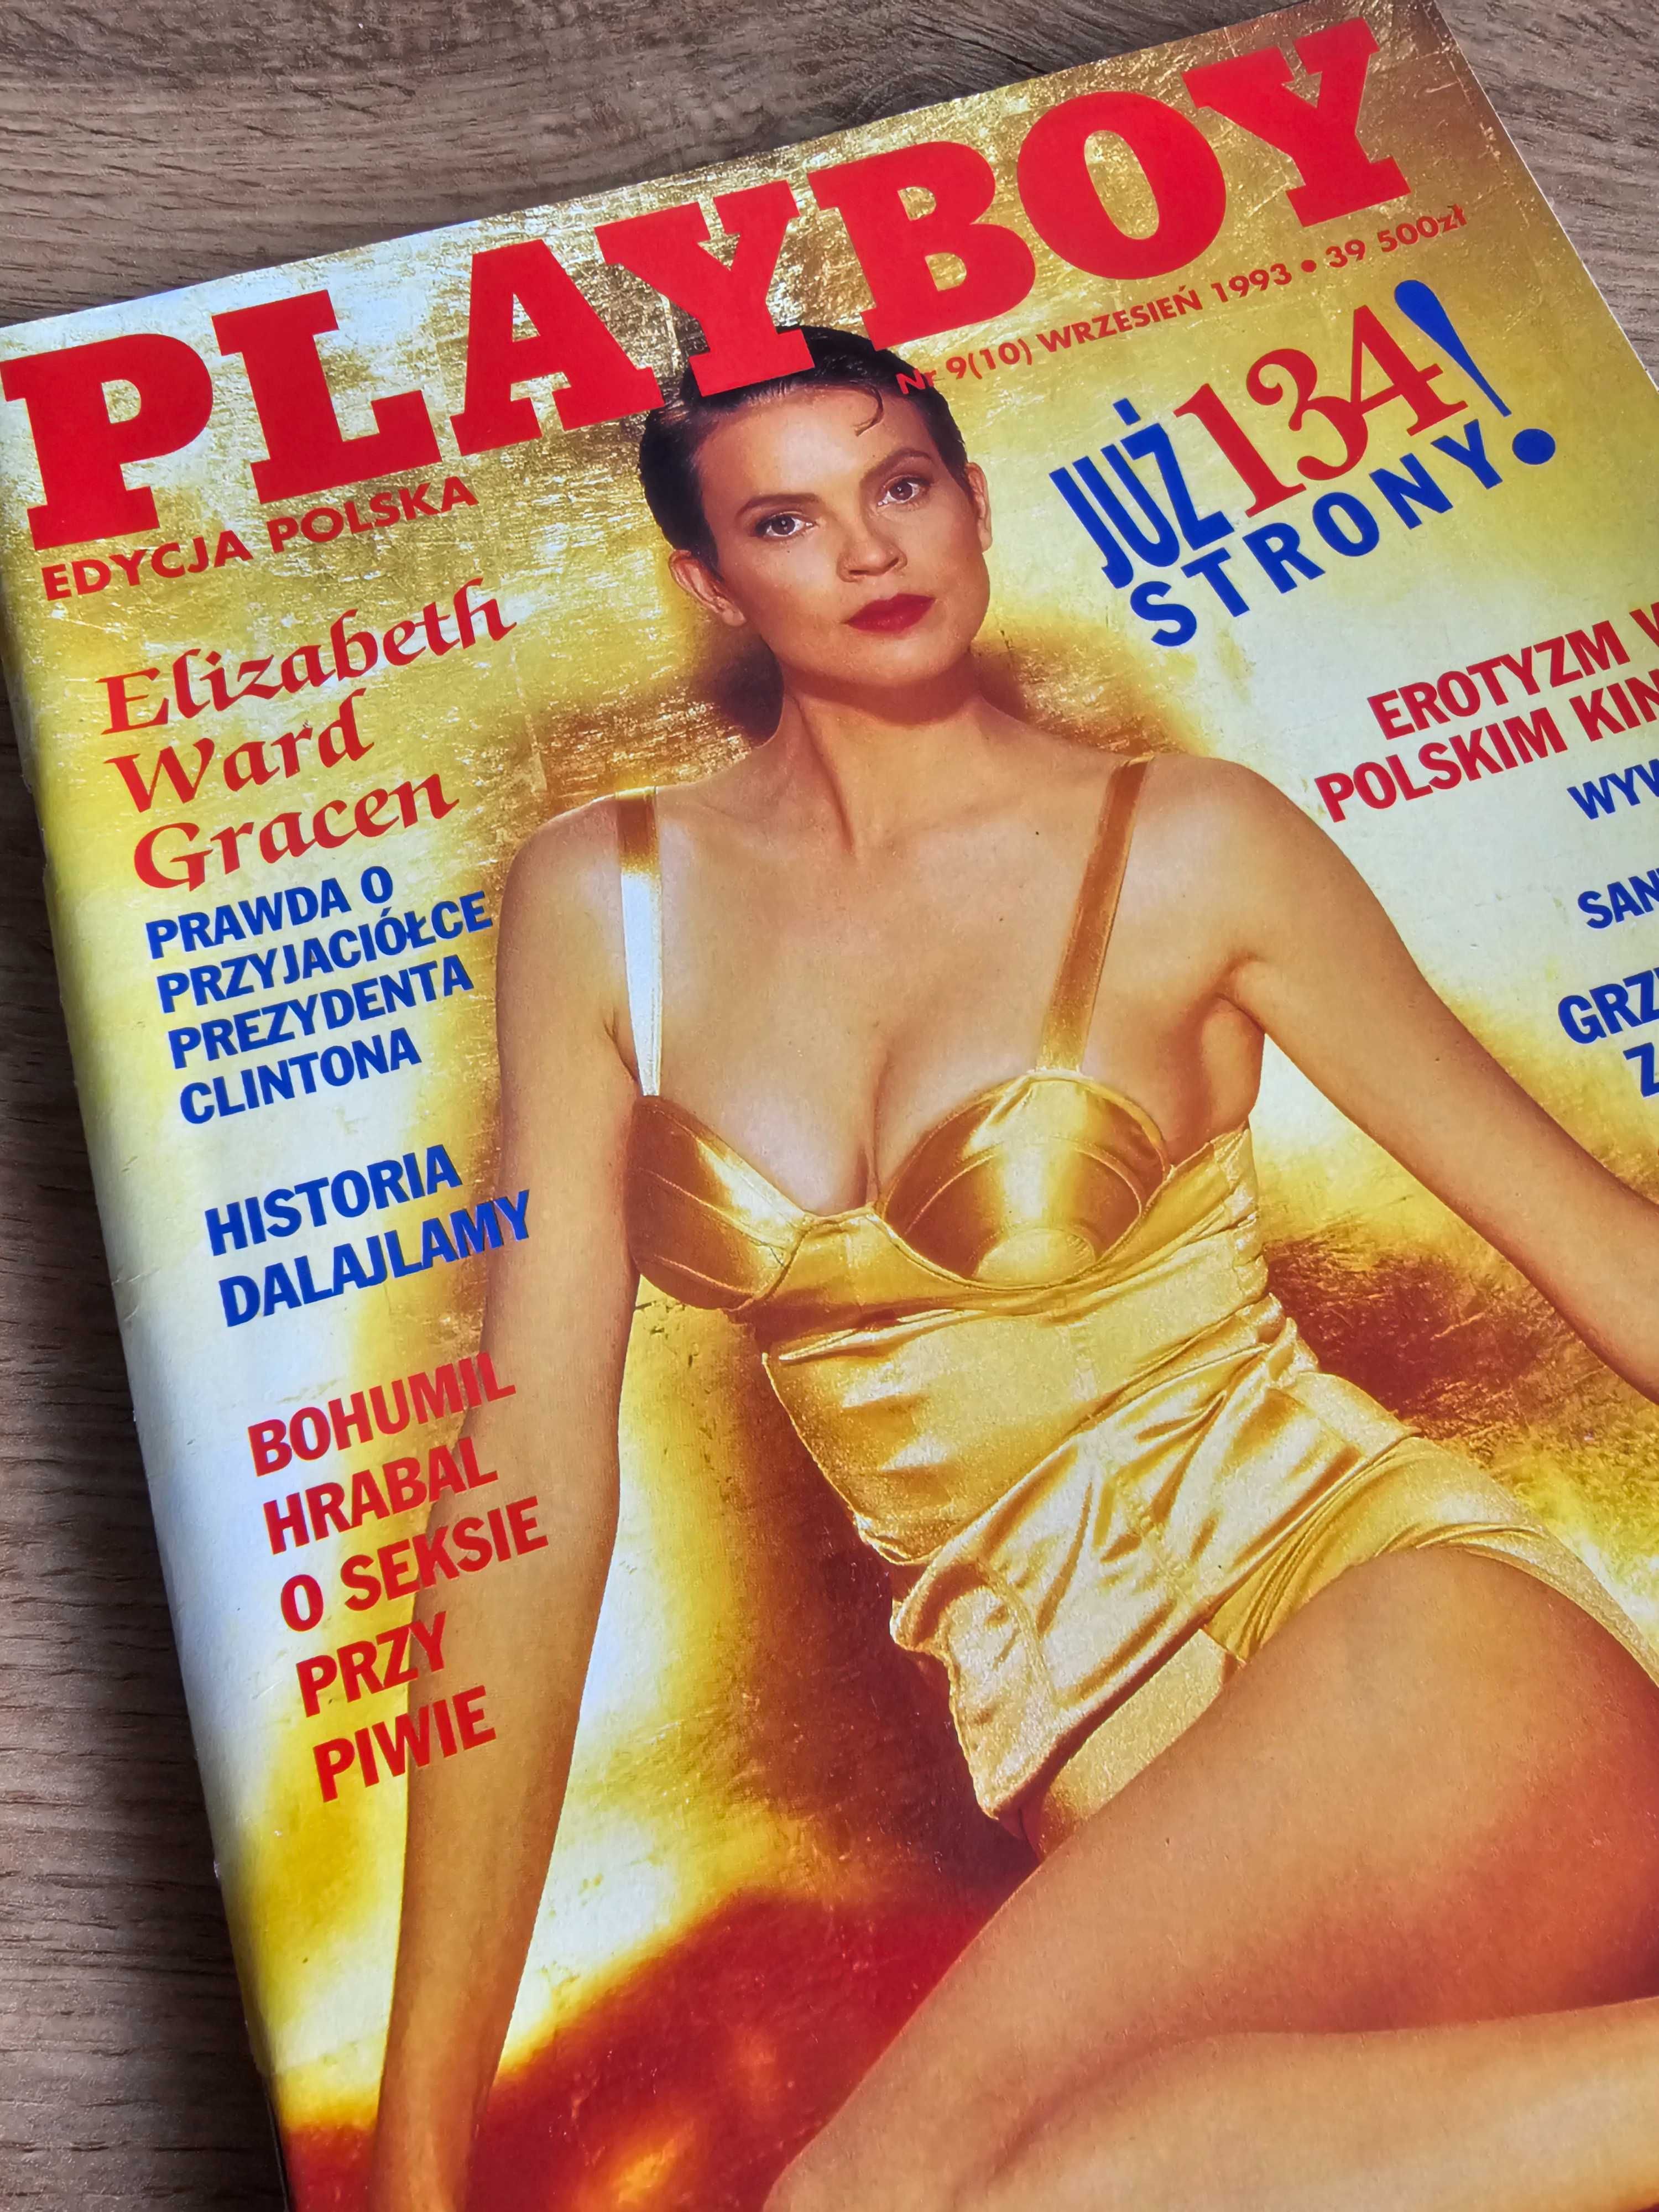 PLAYBOY
Nr 9(10) WRZESIEŃ 1993 • 39 500zł
EDYCJA POLSKA
JUŻ 134!
STRONY
Elizabeth
Ward
Gracen
PRAWDA O
PRZYJACIÓŁCE
PREZYDENTA
CLINTONA
HISTORIA
DALAJLAMY
BOHUMIL
HRABAL
O SEKSIE
PRZY
PIWIE
EROTYZM
POLSKIM